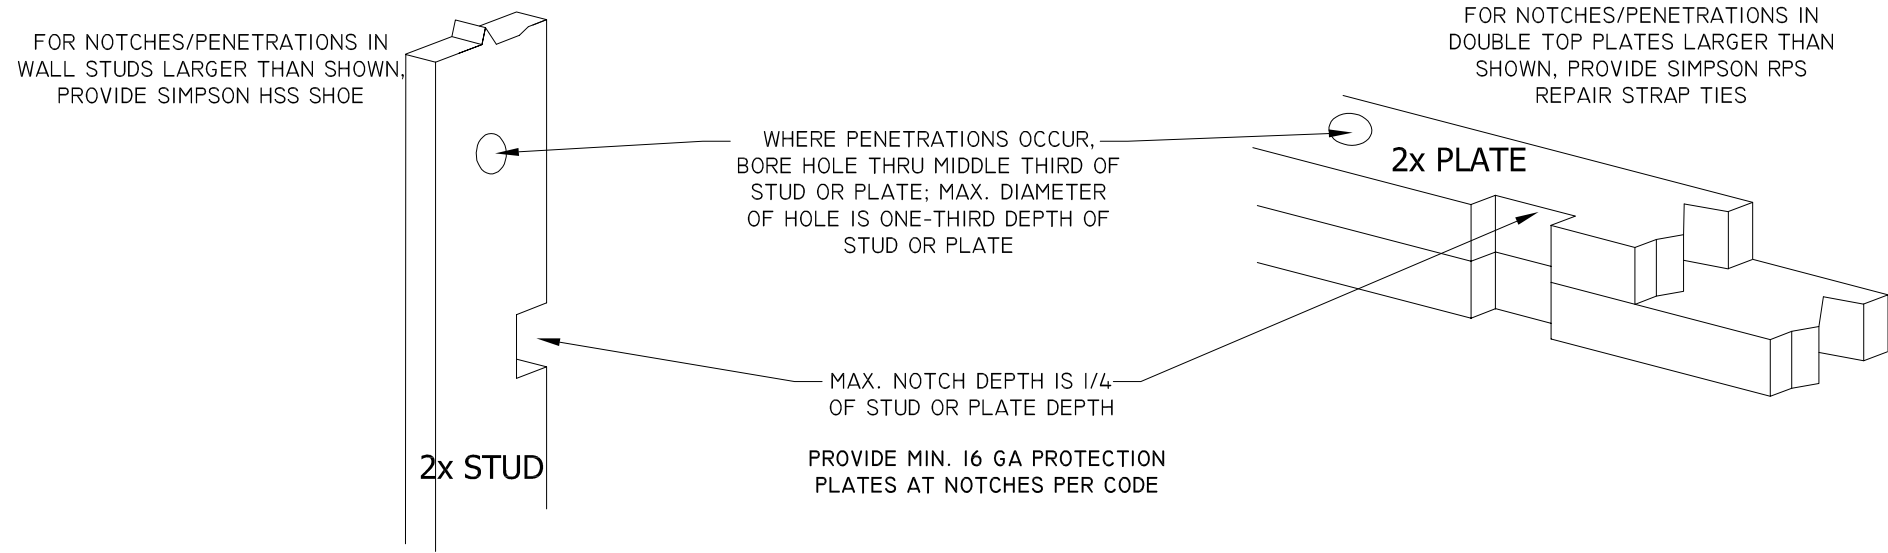 FOR NOTCHES/PENETRATIONS IN
WALL STUDS LARGER THAN SHOWN,
PROVIDE SIMPSON HSS SHOE
FOR NOTCHES/PENETRATIONS IN
DOUBLE TOP PLATES LARGER THAN
SHOWN, PROVIDE SIMPSON RPS
REPAIR STRAP TIES
WHERE PENETRATIONS OCCUR,
BORE HOLE THRU MIDDLE THIRD OF
STUD OR PLATE; MAX. DIAMETER
OF HOLE IS ONE-THIRD DEPTH OF
STUD OR PLATE
2x PLATE
MAX. NOTCH DEPTH IS 1/4
OF STUD OR PLATE DEPTH
2x STUD
PROVIDE MIN. 16 GA PROTECTION
PLATES AT NOTCHES PER CODE